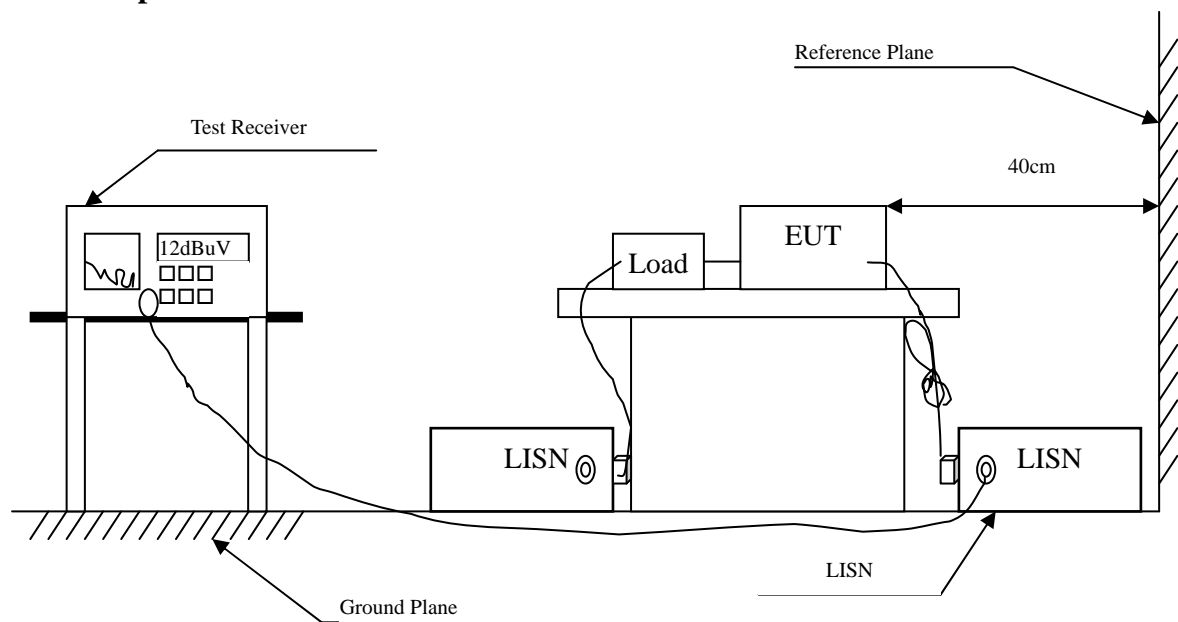 Reference Plane
Test Receiver
40cm
12dBuV
EUT
Load
LISN
LISN
LISN
Ground Plane